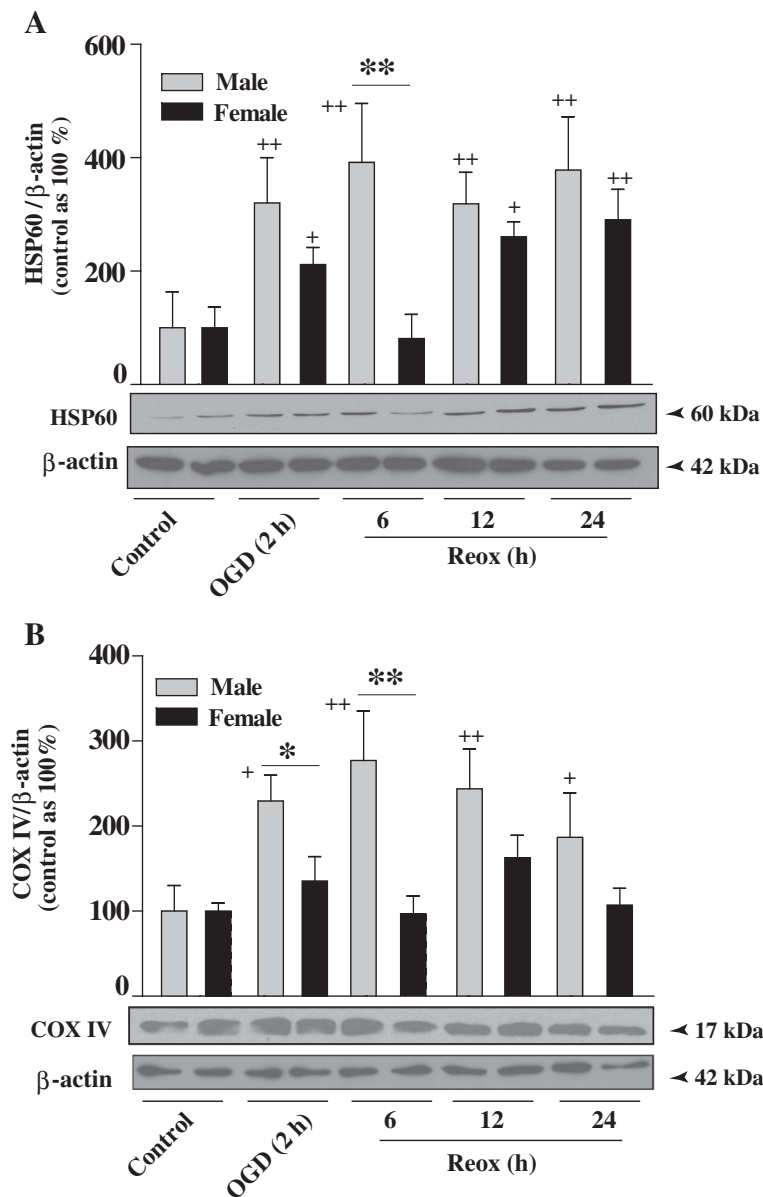 A
600
400
200
0
HSP60/β-actin
(control as 100 %)
Male
Female
**
++
+
++
++
+
++
++
HSP60
60 kDa
β-actin
42 kDa
Control
OGD (2 h)
6
12
24
Reox (h)
B
400
300
200
100
0
COX IV/β-actin
(control as 100%)
Male
Female
+
*
++
**
++
+
COX IV
17 kDa
β-actin
42 kDa
Control
OGD (2 h)
6
12
24
Reox (h)